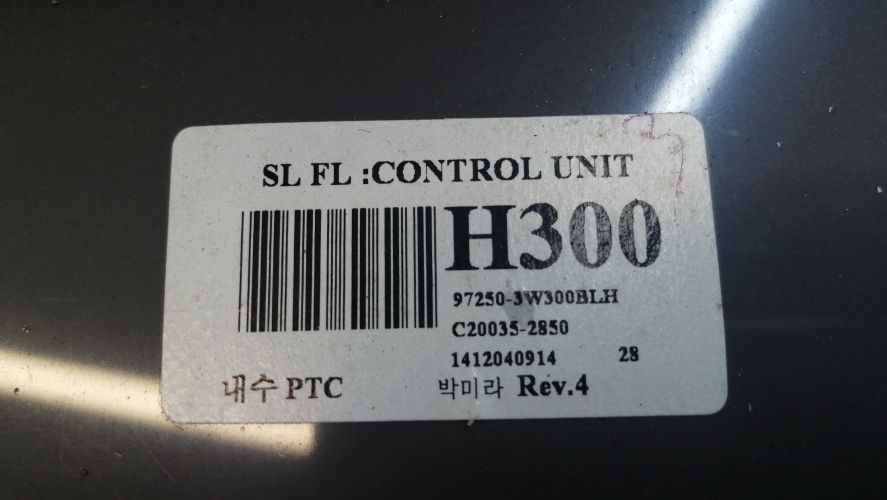 SL FL :CONTROL UNIT
H300
97250-3W300BLH
C20035-2850
1412040914 28
내수 PTC 박미라 Rev.4